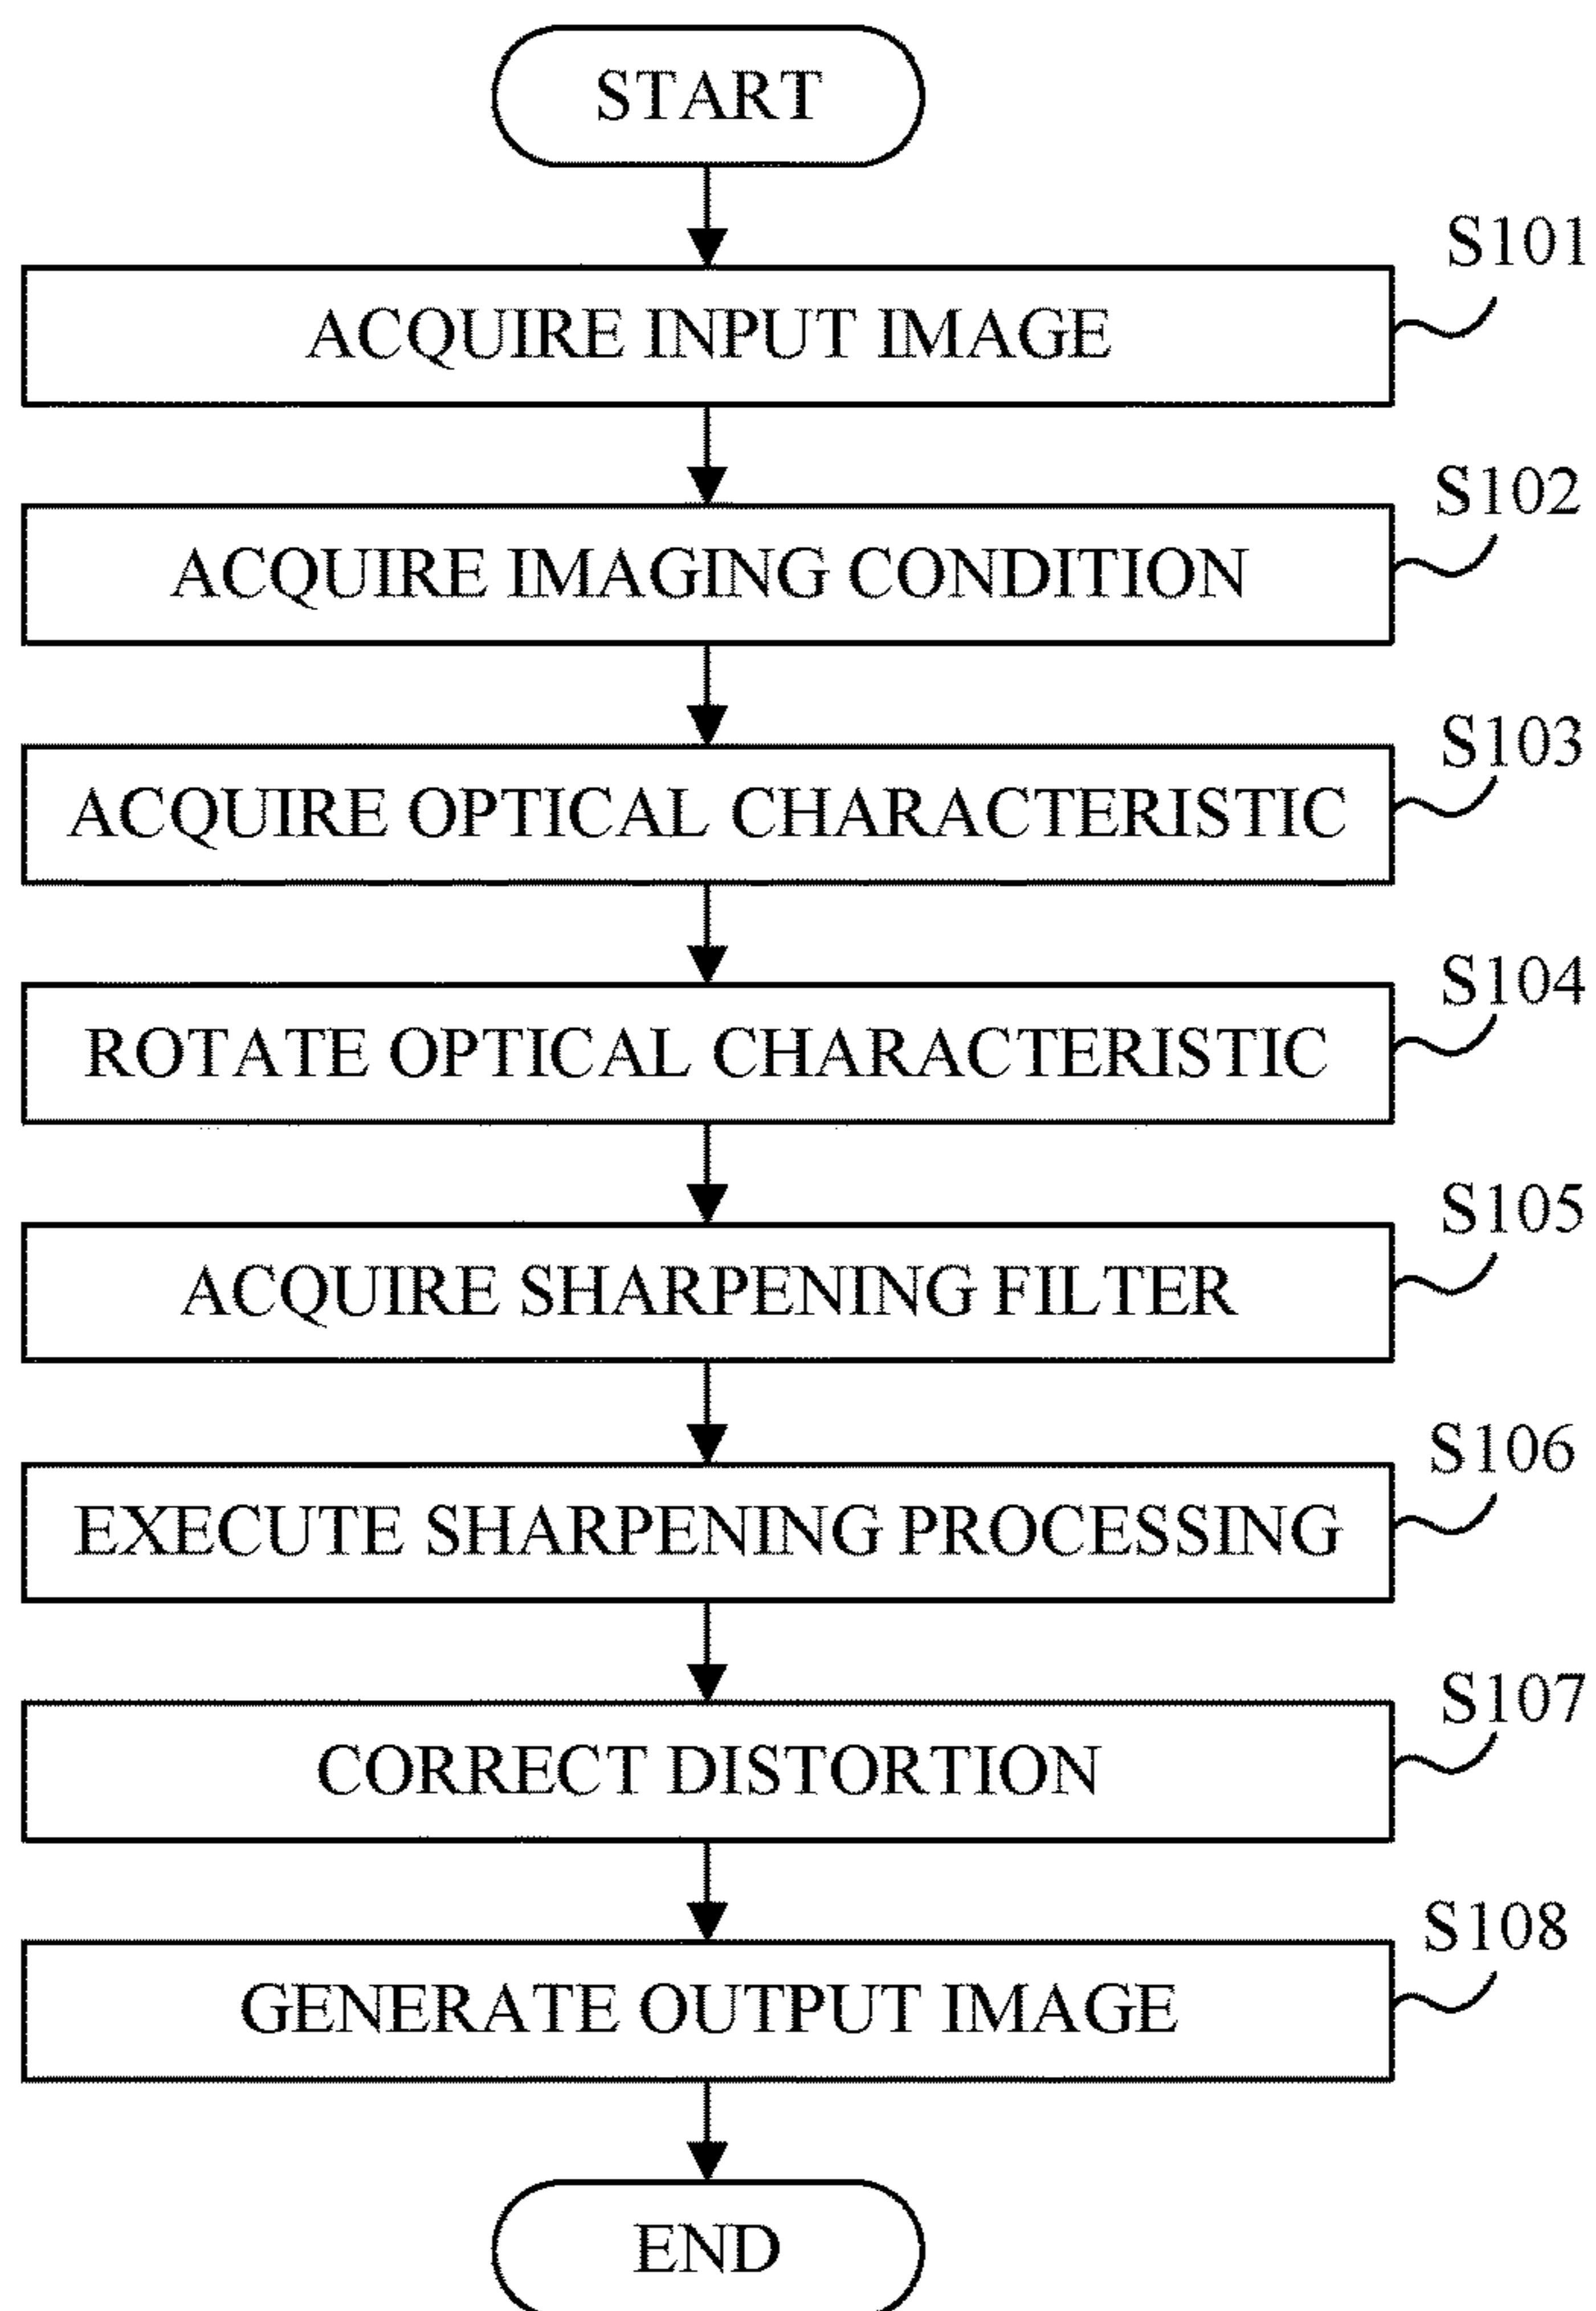 START
S101
ACQUIRE INPUT IMAGE
S102
ACQUIRE IMAGING CONDITION
S103
ACQUIRE OPTICAL CHARACTERISTIC
S104
ROTATE OPTICAL CHARACTERISTIC
S105
ACQUIRE SHARPENING FILTER
S106
EXECUTE SHARPENING PROCESSING
S107
CORRECT DISTORTION
S108
GENERATE OUTPUT IMAGE
END